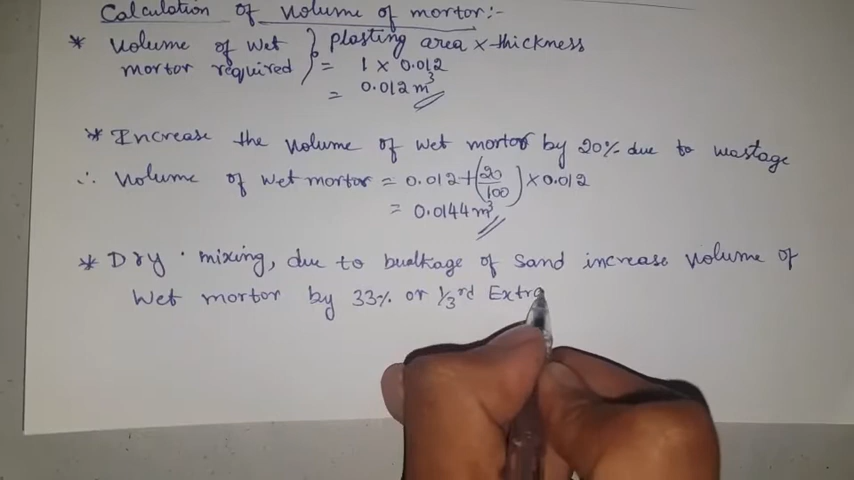 Calculation of volume of mortor:-
* Volume of wet } plasting area × thickness
mortor required } = 1 × 0.012
= 0.012 m³
* Increase the volume of wet mortor by 20% due to wastage
∴ Volume of wet mortor = 0.012 + (20/100) × 0.012
= 0.0144 m³
* Dry mixing, due to bualkage of sand increase volume of
wet mortor by 33% or 1/3rd Extra